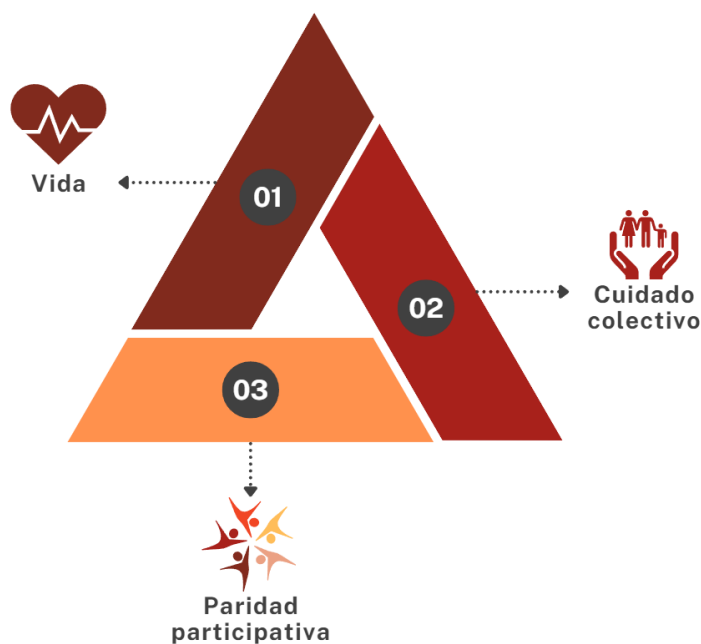 Vida
01
02
Cuidado
colectivo
03
Paridad
participativa